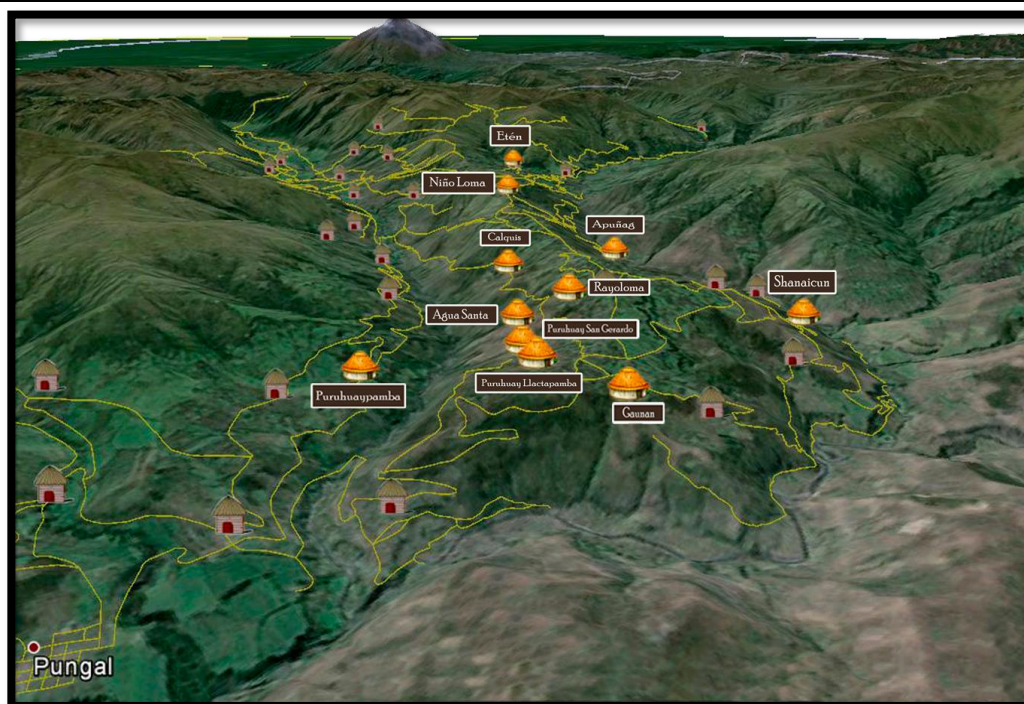 Etén
Niño Loma
Apuñag
Calquis
Shanaicun
Rayoloma
Agua Santa
Puruhuay San Gerardo
Puruhuay Llactapamba
Puruhuaypamba
Gaunan
Pungal